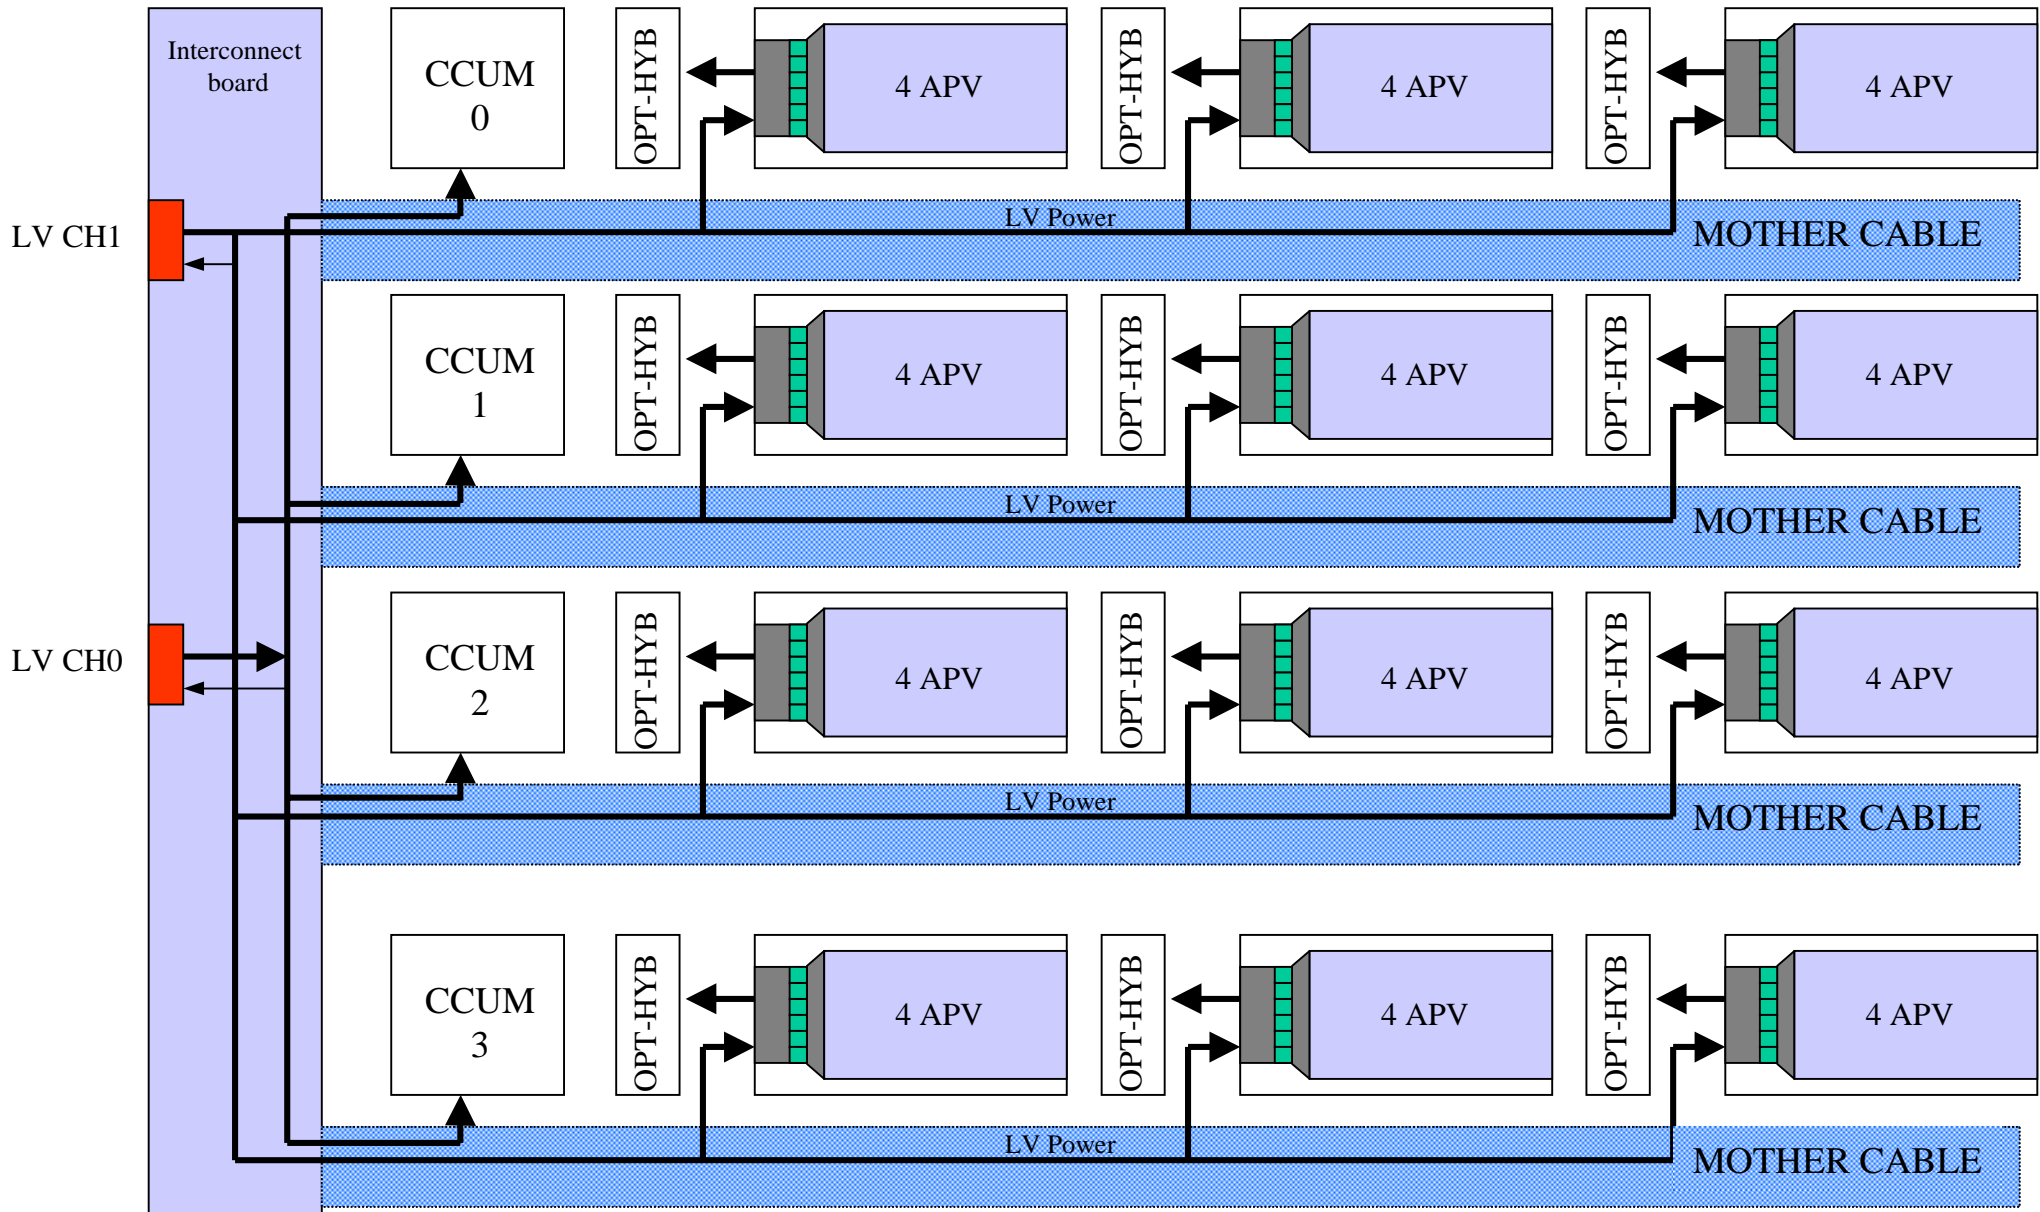 Interconnect
board
CCUM
0
OPT-HYB
4 APV
OPT-HYB
4 APV
OPT-HYB
4 APV
LV CH1
LV Power
MOTHER CABLE
CCUM
1
OPT-HYB
4 APV
OPT-HYB
4 APV
OPT-HYB
4 APV
LV Power
MOTHER CABLE
LV CH0
CCUM
2
OPT-HYB
4 APV
OPT-HYB
4 APV
OPT-HYB
4 APV
LV Power
MOTHER CABLE
CCUM
3
OPT-HYB
4 APV
OPT-HYB
4 APV
OPT-HYB
4 APV
LV Power
MOTHER CABLE